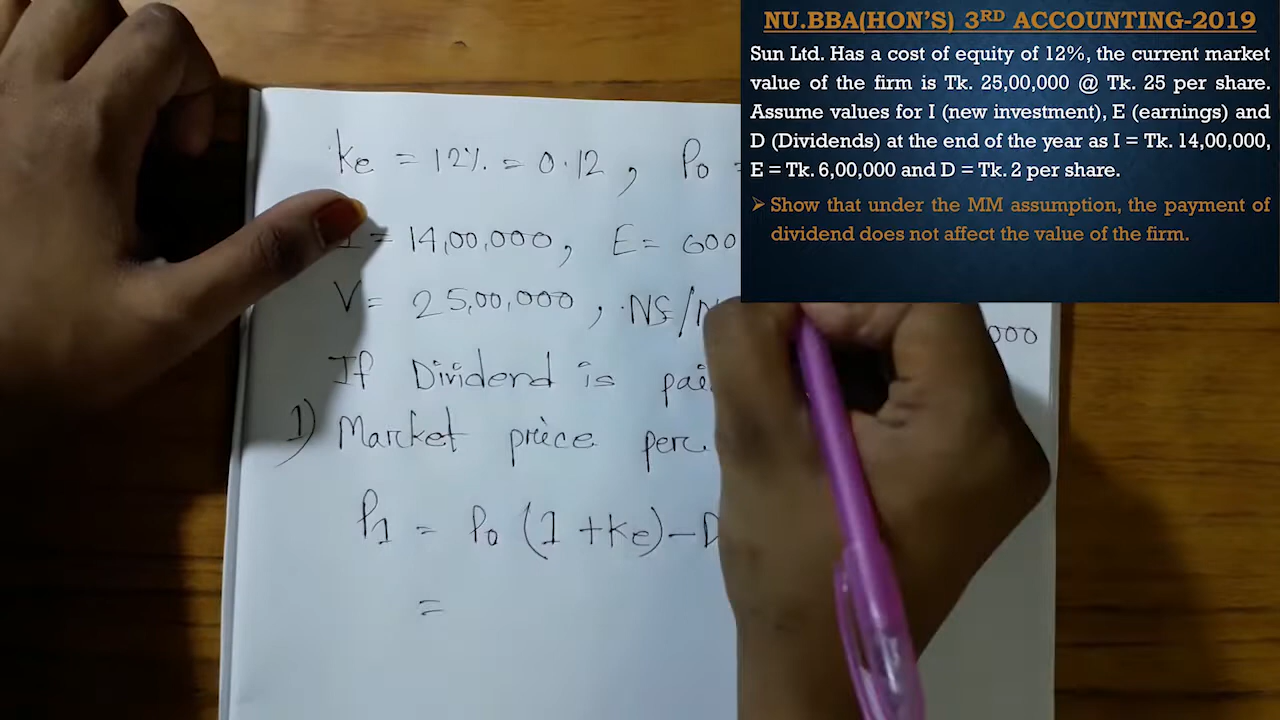 NU.BBA(HON'S) 3RD ACCOUNTING-2019
Sun Ltd. Has a cost of equity of 12%, the current market
value of the firm is Tk. 25,00,000 @ Tk. 25 per share.
Assume values for I (new investment), E (earnings) and
D (Dividends) at the end of the year as I = Tk. 14,00,000,
E = Tk. 6,00,000 and D = Tk. 2 per share.
➢ Show that under the MM assumption, the payment of
dividend does not affect the value of the firm.
Ke = 12% = 0.12, P0
= 14,00,000, E = 600
V = 25,00,000, NS/ 000
If Dividend is
1) Market price per
P1 = P0 (1 + Ke) – D
=